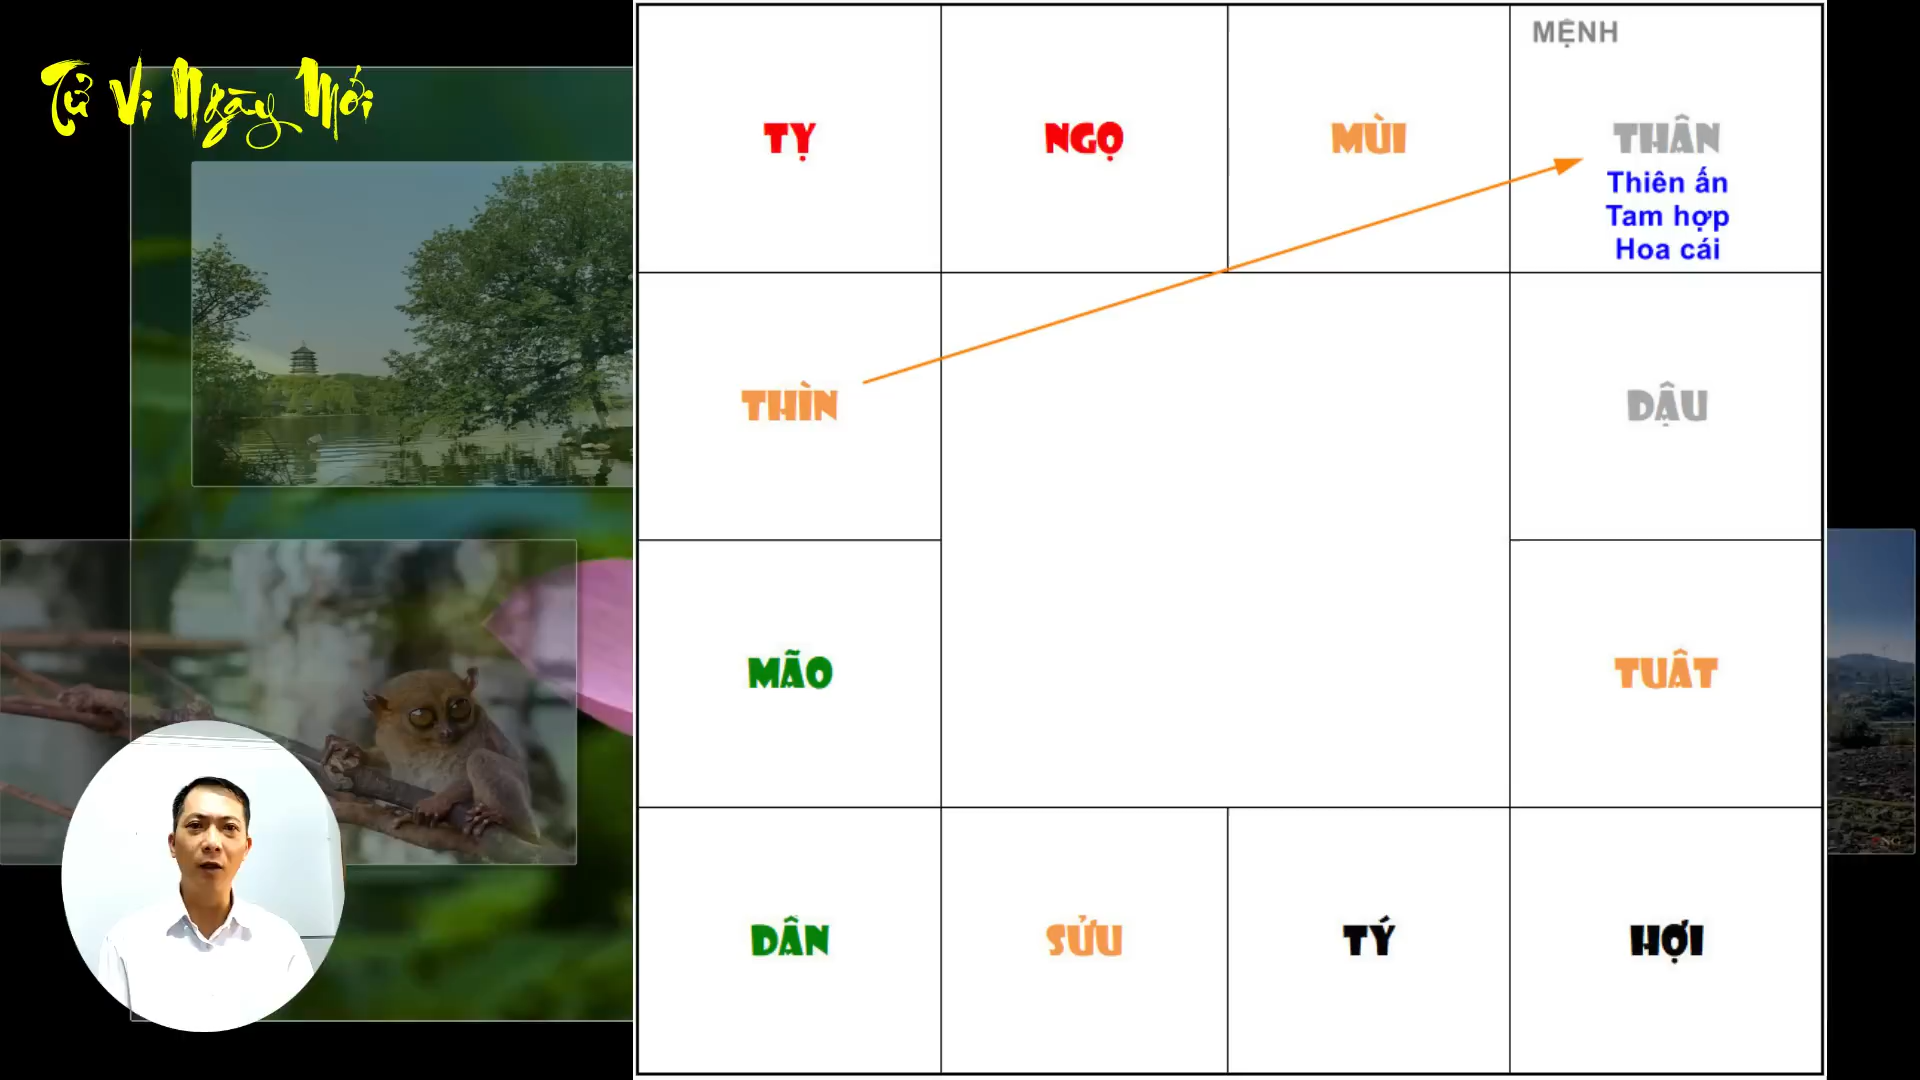 Tử Vi Ngày Mới
MỆNH
TỴ
NGỌ
MÙI
THÂN
Thiên ấn
Tam hợp
Hoa cái
THÌN
DẬU
MÃO
TUẤT
DẦN
SỬU
TÝ
HỢI